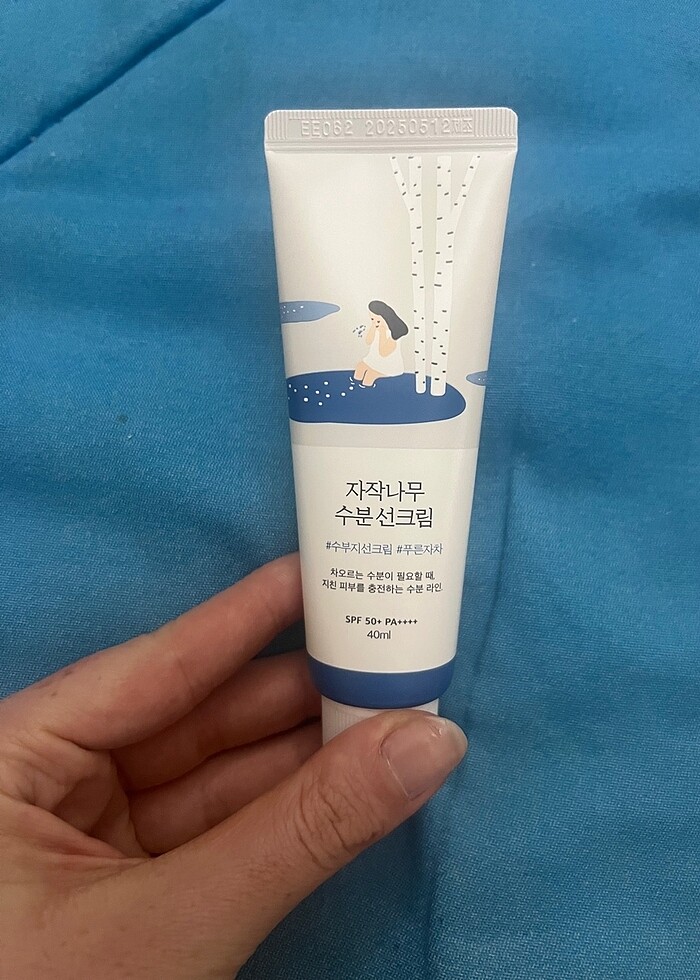 EE062 20250512제조
자작나무
수분 선크림
#수부지선크림 #푸른자차
차오르는 수분이 필요할 때,
지친 피부를 충전하는 수분 라인.
SPF 50+ PA++++
40ml